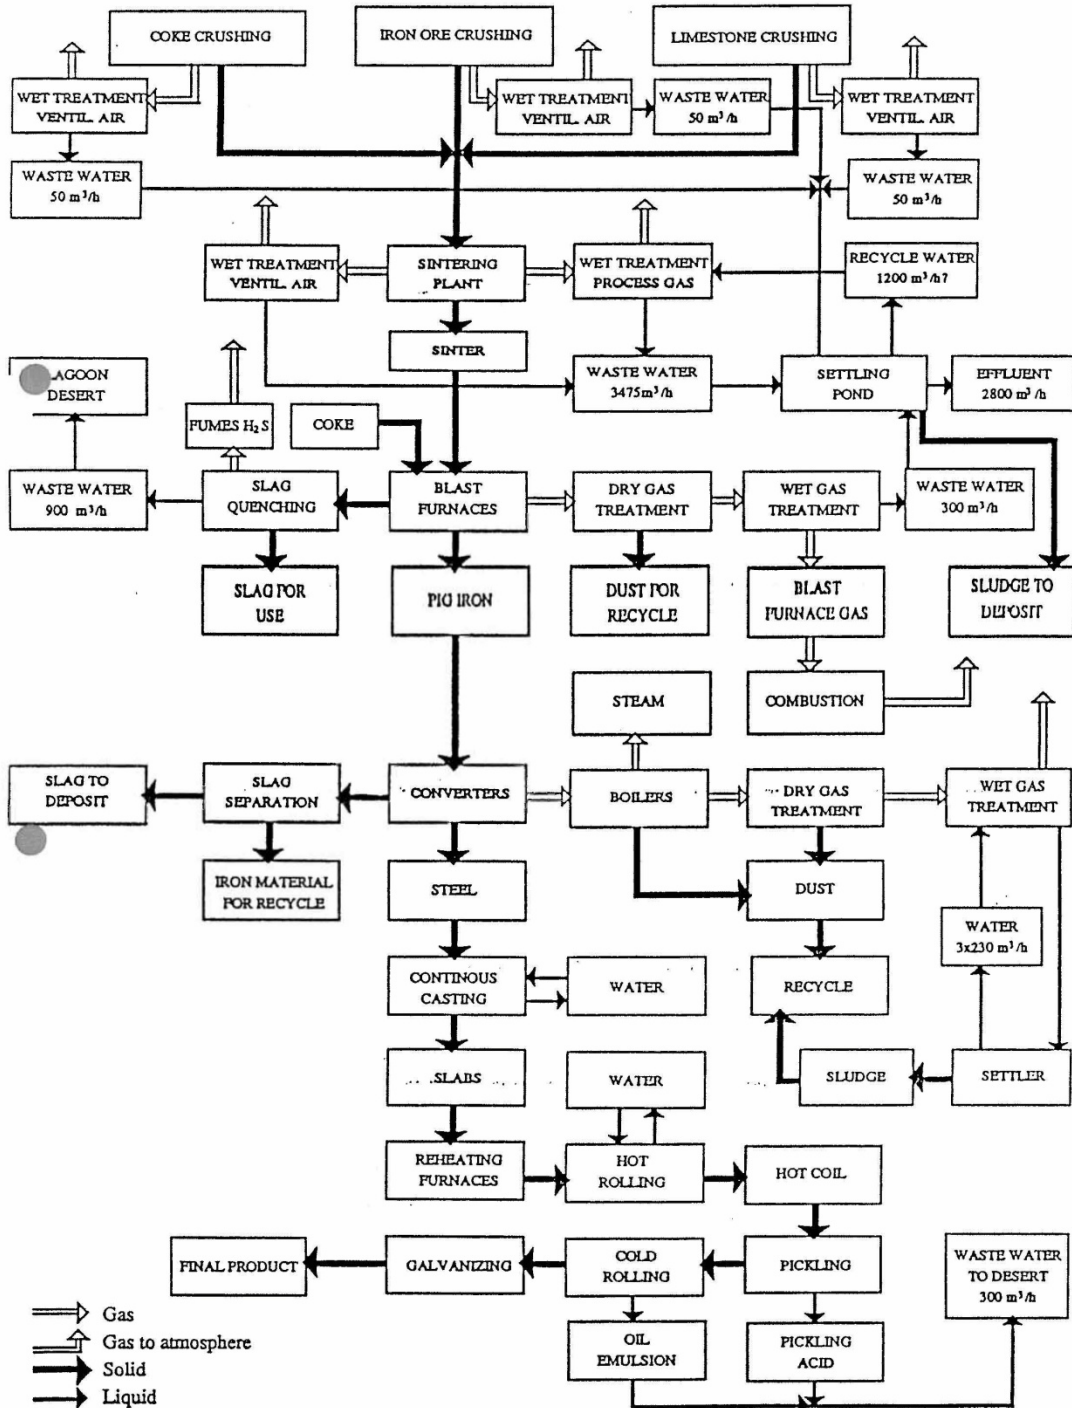 COKE CRUSHING
IRON ORE CRUSHING
LIMESTONE CRUSHING
WET TREATMENT
VENTIL. AIR
WET TREATMENT
VENTIL. AIR
WASTE WATER
50 m³/h
WET TREATMENT
VENTIL. AIR
WASTE WATER
50 m³/h
WASTE WATER
50 m³/h
WET TREATMENT
VENTIL. AIR
SINTERING
PLANT
WET TREATMENT
PROCESS GAS
RECYCLE WATER
1200 m³/h?
SINTER
AGOON
DESERT
WASTE WATER
3475m³/h
SETTLING
POND
EFFLUENT
2800 m³/h
FUMES H₂S
COKE
WASTE WATER
900 m³/h
SLAG
QUENCHING
BLAST
FURNACES
DRY GAS
TREATMENT
WET GAS
TREATMENT
WASTE WATER
300 m³/h
SLAG FOR
USE
PIG IRON
DUST FOR
RECYCLE
BLAST
FURNACE GAS
SLUDGE TO
DEPOSIT
STEAM
COMBUSTION
SLAG TO
DEPOSIT
SLAG
SEPARATION
CONVERTERS
BOILERS
DRY GAS
TREATMENT
WET GAS
TREATMENT
IRON MATERIAL
FOR RECYCLE
STEEL
DUST
WATER
3x230 m³/h
CONTINOUS
CASTING
WATER
RECYCLE
SLABS
WATER
SLUDGE
SETTLER
REHEATING
FURNACES
HOT
ROLLING
HOT COIL
FINAL PRODUCT
GALVANIZING
COLD
ROLLING
PICKLING
WASTE WATER
TO DESERT
300 m³/h
OIL
EMULSION
PICKLING
ACID
Gas
Gas to atmosphere
Solid
Liquid